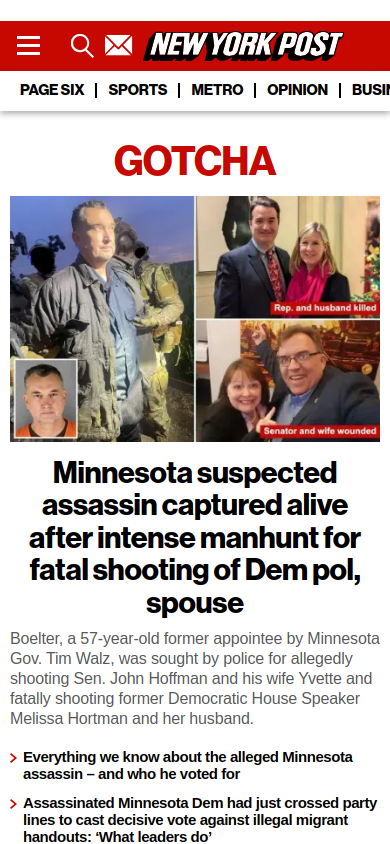 NEW YORK POST
PAGE SIX | SPORTS | METRO | OPINION | BUSI
GOTCHA
Rep. and husband killed
Senator and wife wounded
Minnesota suspected
assassin captured alive
after intense manhunt for
fatal shooting of Dem pol,
spouse
Boelter, a 57-year-old former appointee by Minnesota
Gov. Tim Walz, was sought by police for allegedly
shooting Sen. John Hoffman and his wife Yvette and
fatally shooting former Democratic House Speaker
Melissa Hortman and her husband.
Everything we know about the alleged Minnesota
assassin – and who he voted for
Assassinated Minnesota Dem had just crossed party
lines to cast decisive vote against illegal migrant
handouts: ‘What leaders do’